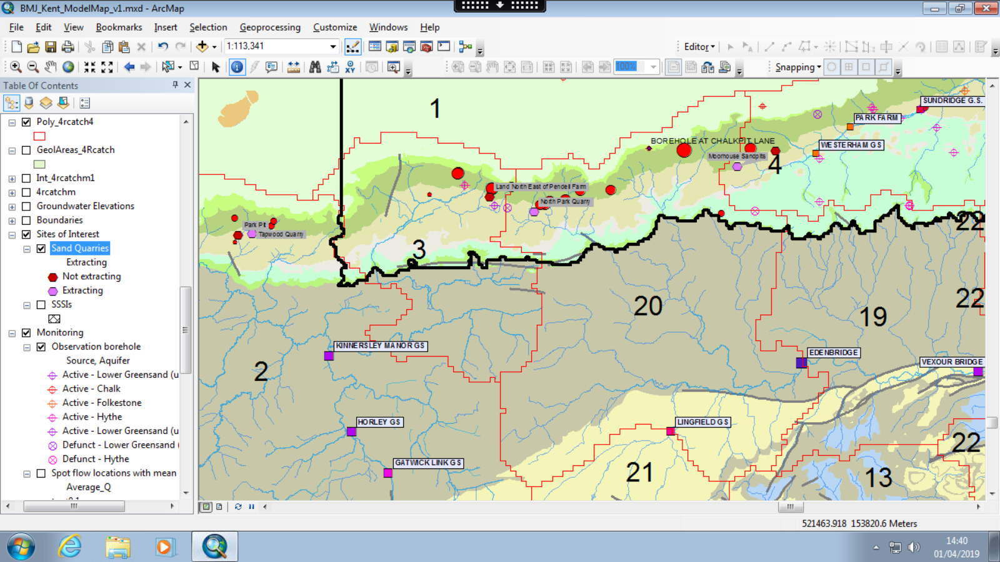 BMJ_Kent_ModelMap_v1.mxd - ArcMap
File Edit View Bookmarks Insert Selection Geoprocessing Customize Windows Help
1:113,341
Editor
100%
Snapping
Table Of Contents
Poly_4rcatch4
GeolAreas_4Rcatch
Int_4rcatchm1
4rcatchm
Groundwater Elevations
Boundaries
Sites of Interest
Sand Quarries
Extracting
Not extracting
Extracting
SSSIs
Monitoring
Observation borehole
Source, Aquifer
Active - Lower Greensand (u
Active - Chalk
Active - Folkestone
Active - Hythe
Active - Lower Greensand (u
Defunct - Lower Greensand (
Defunct - Hythe
Spot flow locations with mean
Average_Q
1
SUNDRIDGE G.S.
PARK FARM
BOREHOLE AT CHALKPIT LANE
WESTERHAM GS
Moorhouse Sandpits
4
Land North East of Pendell Farm
North Park Quarry
Park Pit
Tapwood Quarry
22
3
20
22
19
KINNERSLEY MANOR GS
EDENBRIDGE
VEXOUR BRIDGE
2
HORLEY GS
LINGFIELD GS
22
GATWICK LINK GS
21
13
521463.918 153820.6 Meters
14:40
01/04/2019